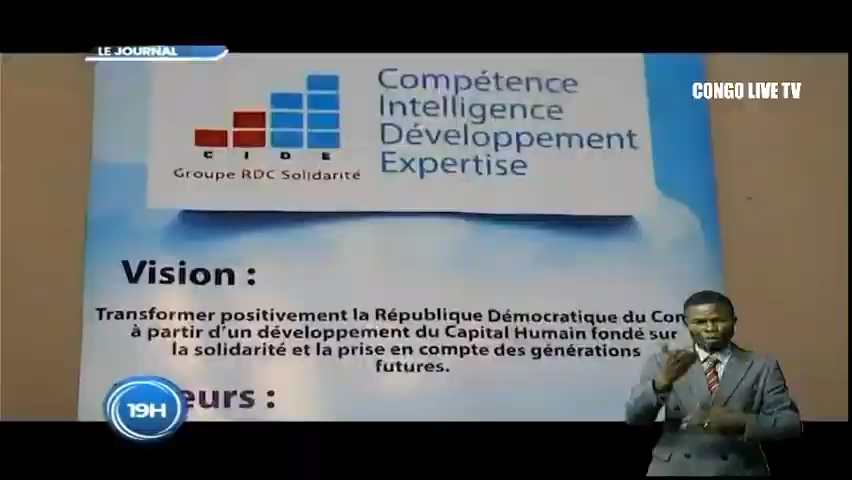 LE JOURNAL
CONGO LIVE TV
CIDE
Groupe RDC Solidarité
Compétence
Intelligence
Développement
Expertise
Vision :
Transformer positivement la République Démocratique du
à partir d'un développement du Capital Humain fondé sur
la solidarité et la prise en compte des générations
futures.
19H